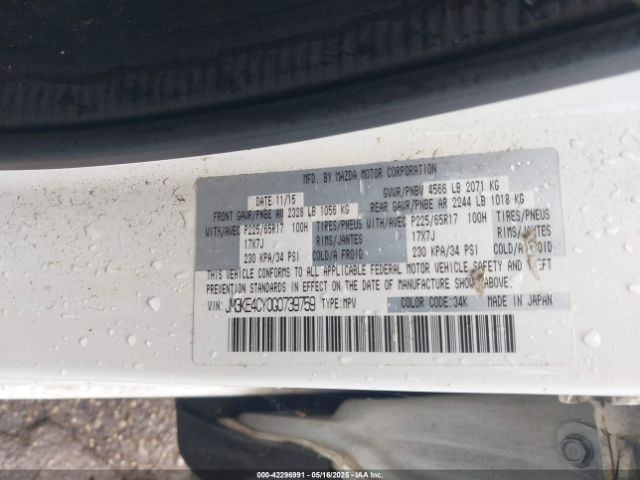 MFD. BY MAZDA MOTOR CORPORATION
DATE 11/15 GVWR/PNBV 4566 LB 2071 KG
FRONT GAWR/PNBE AV 2328 LB 1056 KG REAR GAWR/PNBE AR 2244 LB 1018 KG
WITH/AVEC P225/65R17 100H TIRES/PNEUS WITH/AVEC P225/65R17 100H TIRES/PNEUS
17X7J RIMS/JANTES 17X7J RIMS/JANTES
230 KPA/34 PSI COLD/A FROID 230 KPA/34 PSI COLD/A FROID
THIS VEHICLE CONFORMS TO ALL APPLICABLE FEDERAL MOTOR VEHICLE SAFETY AND THEFT
PREVENTION STANDARDS IN EFFECT ON THE DATE OF MANUFACTURE SHOWN ABOVE.
VIN: JM3KE4CY0G0739759 TYPE: MPV COLOR CODE: 34K MADE IN JAPAN
000-42296991 - 05/16/2025 - IAA, Inc.